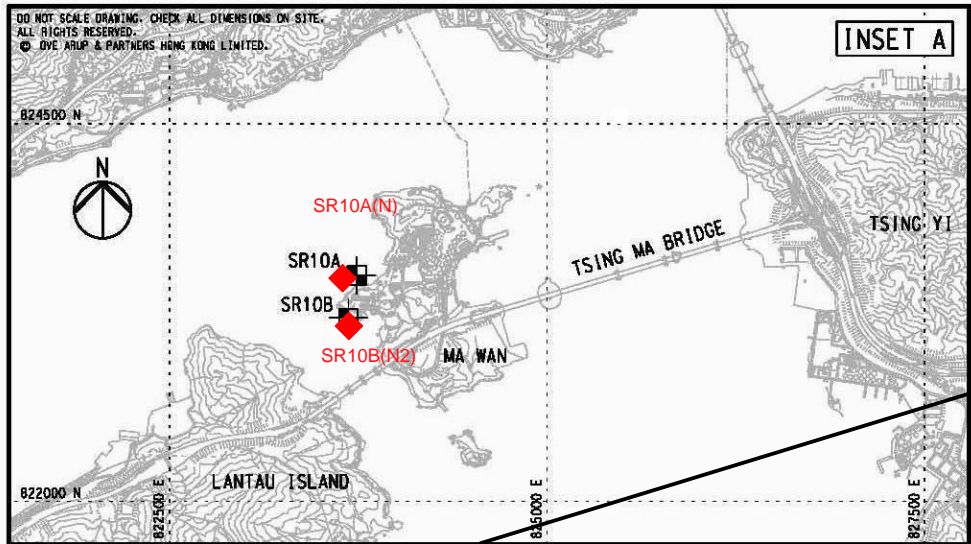 DO NOT SCALE DRAWING. CHECK ALL DIMENSIONS ON SITE.
ALL RIGHTS RESERVED.
© OVE ARUP & PARTNERS HONG KONG LIMITED.
INSET A
824500 N
N
SR10A(N)
TSING YI
TSING MA BRIDGE
SR10A
SR10B
SR10B(N2)
MA WAN
LANTAU ISLAND
822000 N
822500 E
825000 E
827500 E